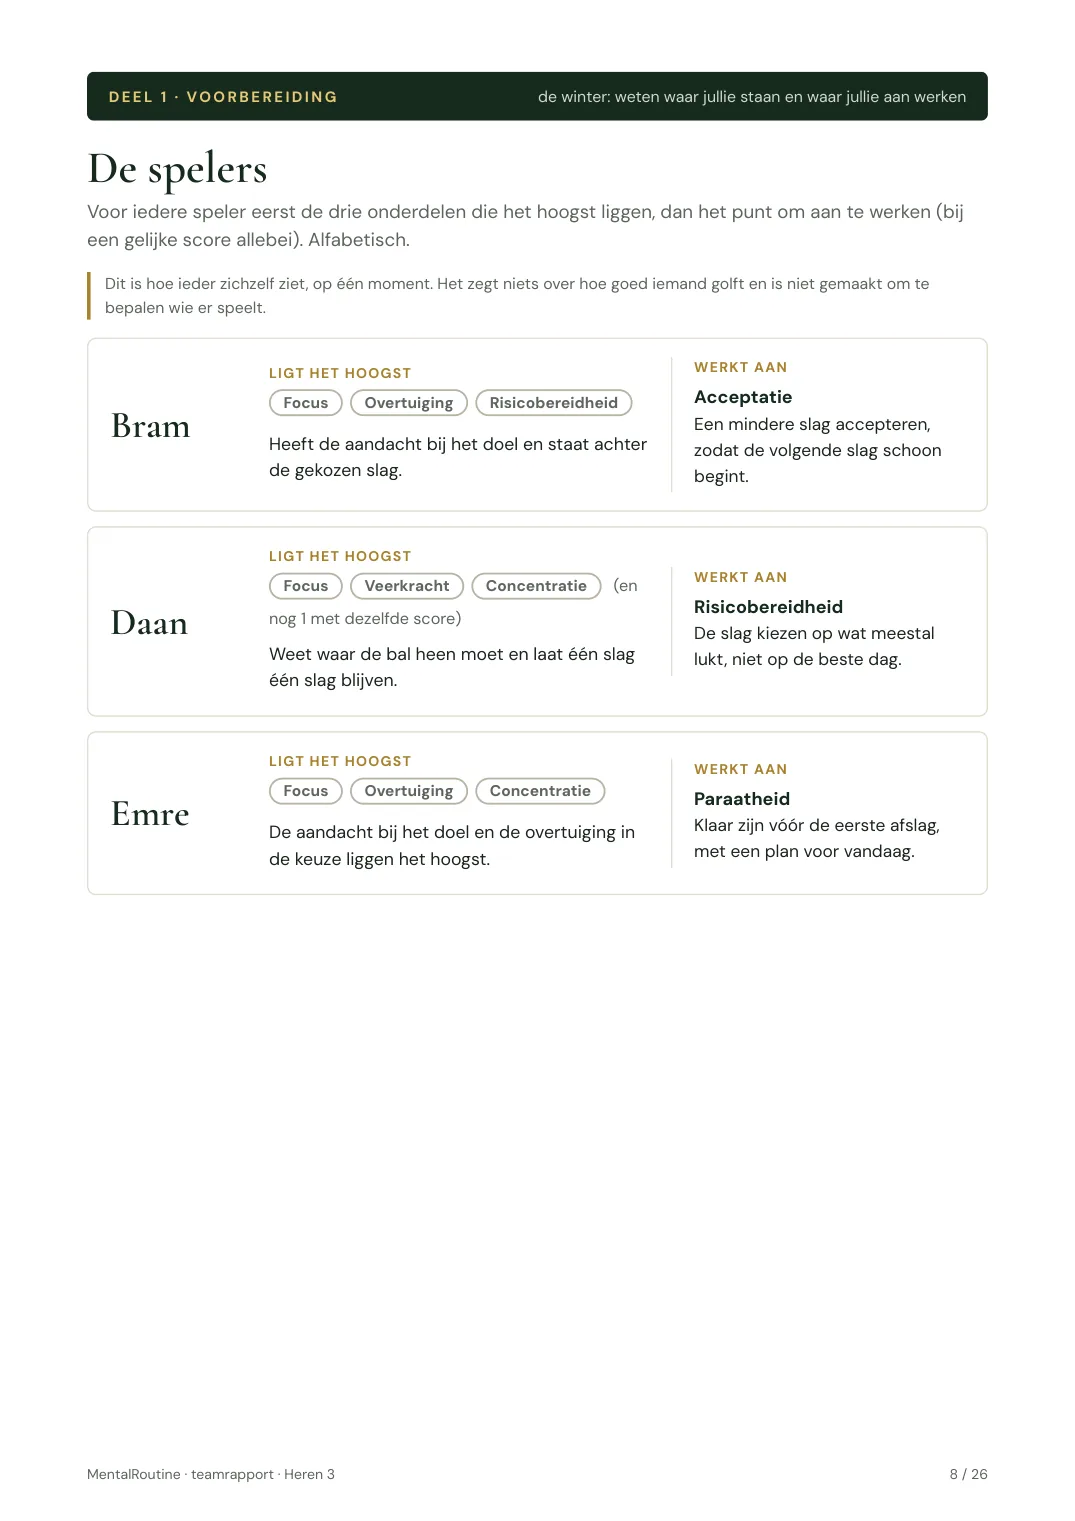 DEEL 1 · VOORBEREIDING
de winter: weten waar jullie staan en waar jullie aan werken
De spelers
Voor iedere speler eerst de drie onderdelen die het hoogst liggen, dan het punt om aan te werken (bij
een gelijke score allebei). Alfabetisch.
Dit is hoe ieder zichzelf ziet, op één moment. Het zegt niets over hoe goed iemand golft en is niet gemaakt om te
bepalen wie er speelt.
Bram
LIGT HET HOOGST
Focus Overtuiging Risicobereidheid
Heeft de aandacht bij het doel en staat achter
de gekozen slag.
WERKT AAN
Acceptatie
Een mindere slag accepteren,
zodat de volgende slag schoon
begint.
Daan
LIGT HET HOOGST
Focus Veerkracht Concentratie (en
nog 1 met dezelfde score)
Weet waar de bal heen moet en laat één slag
één slag blijven.
WERKT AAN
Risicobereidheid
De slag kiezen op wat meestal
lukt, niet op de beste dag.
Emre
LIGT HET HOOGST
Focus Overtuiging Concentratie
De aandacht bij het doel en de overtuiging in
de keuze liggen het hoogst.
WERKT AAN
Paraatheid
Klaar zijn vóór de eerste afslag,
met een plan voor vandaag.
MentalRoutine · teamrapport · Heren 3
8 / 26